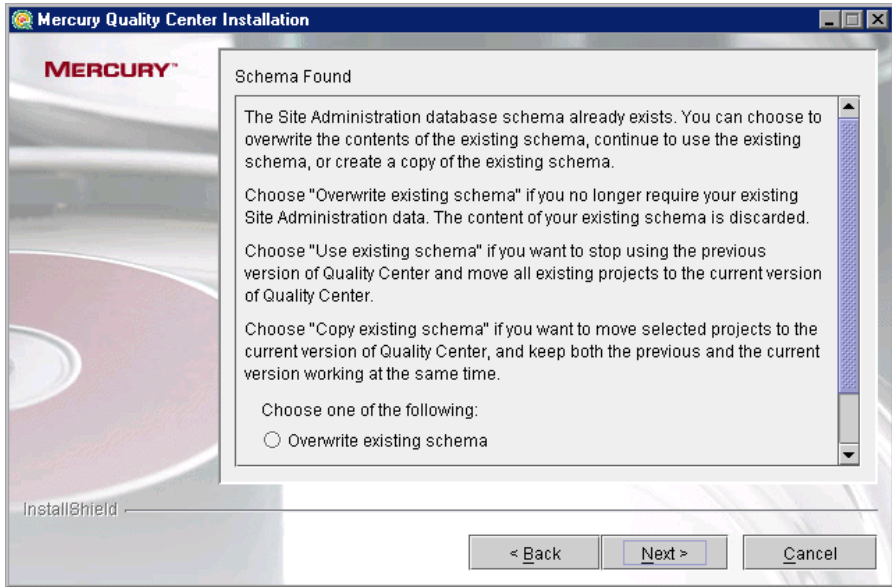 Mercury Quality Center Installation
MERCURY™
Schema Found
The Site Administration database schema already exists. You can choose to
overwrite the contents of the existing schema, continue to use the existing
schema, or create a copy of the existing schema.
Choose "Overwrite existing schema" if you no longer require your existing
Site Administration data. The content of your existing schema is discarded.
Choose "Use existing schema" if you want to stop using the previous
version of Quality Center and move all existing projects to the current version
of Quality Center.
Choose "Copy existing schema" if you want to move selected projects to the
current version of Quality Center, and keep both the previous and the current
version working at the same time.
Choose one of the following:
Overwrite existing schema
InstallShield
< Back
Next >
Cancel